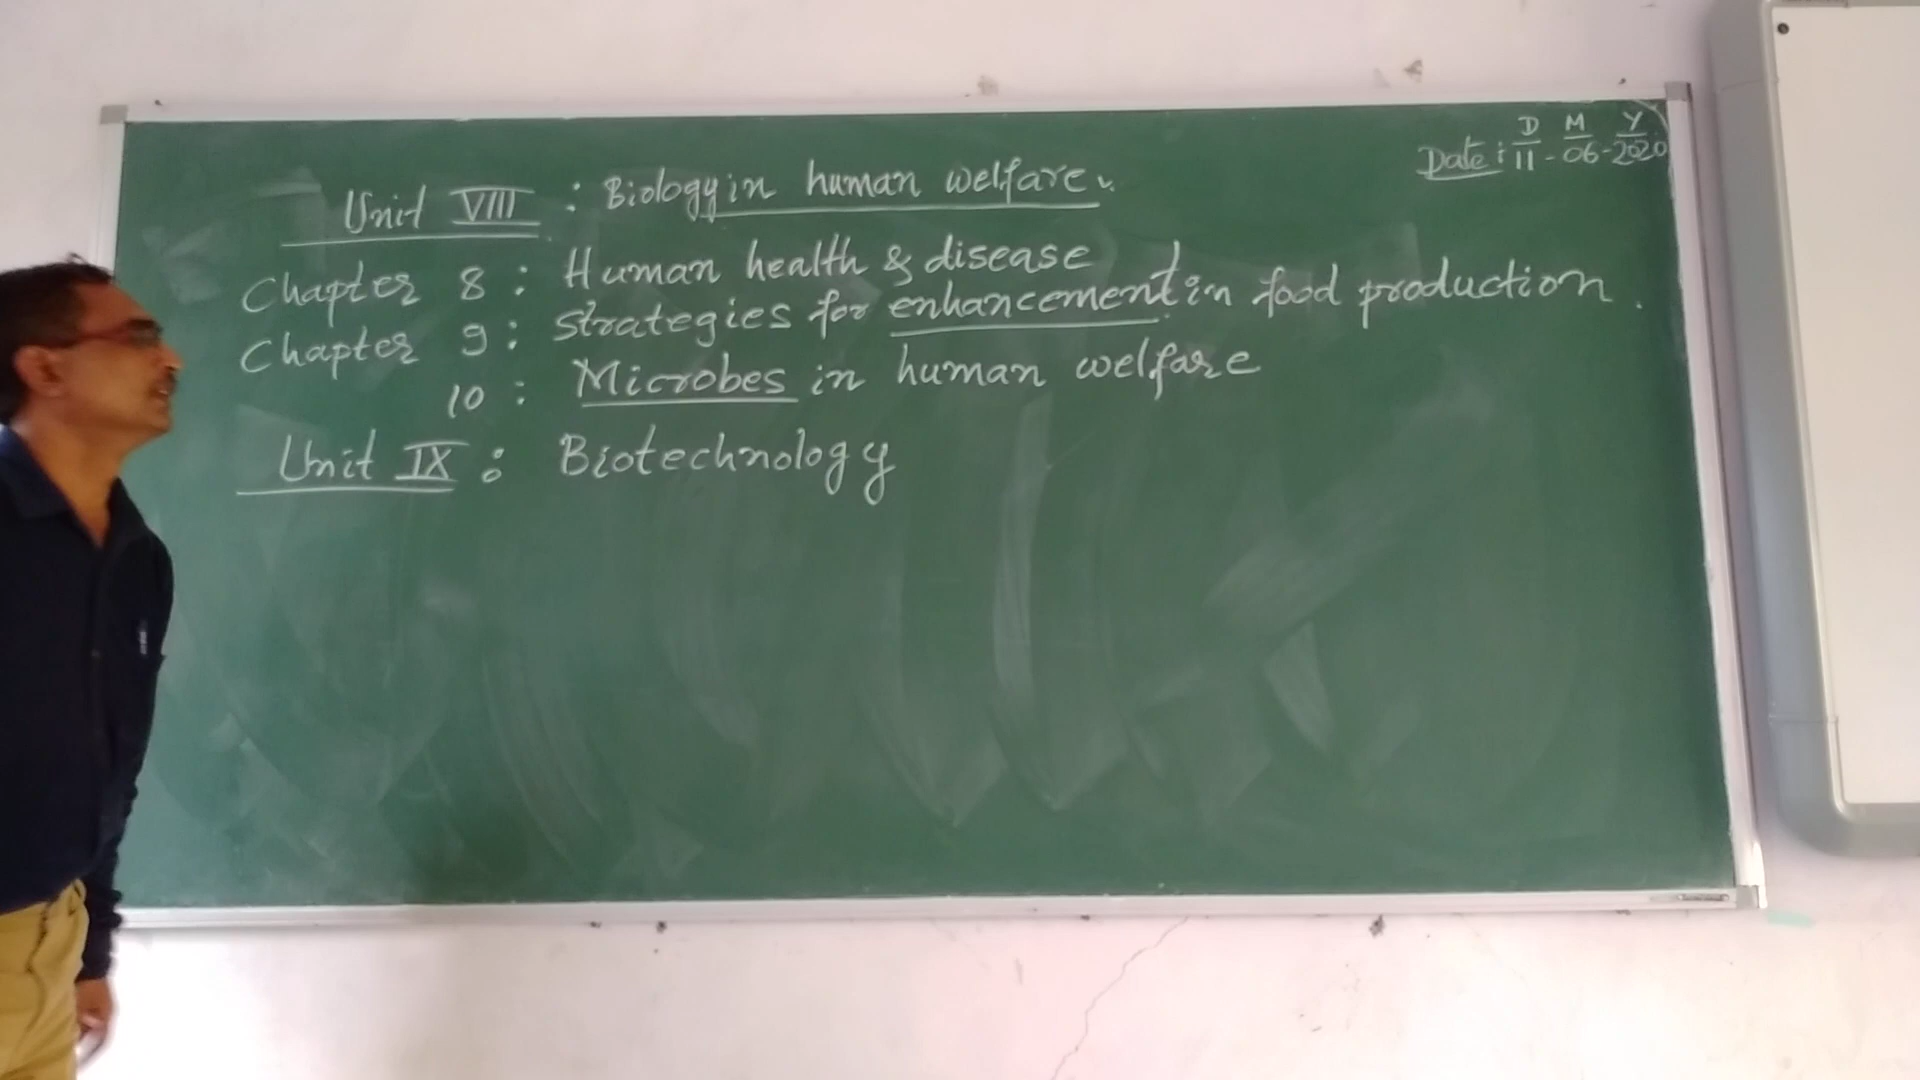 D M Y
Date : 11 - 06 - 2020
Unit VIII : Biology in human welfare.
Chapter 8 : Human health & disease
Chapter 9 : strategies for enhancement in food production.
10 : Microbes in human welfare
Unit IX : Biotechnology